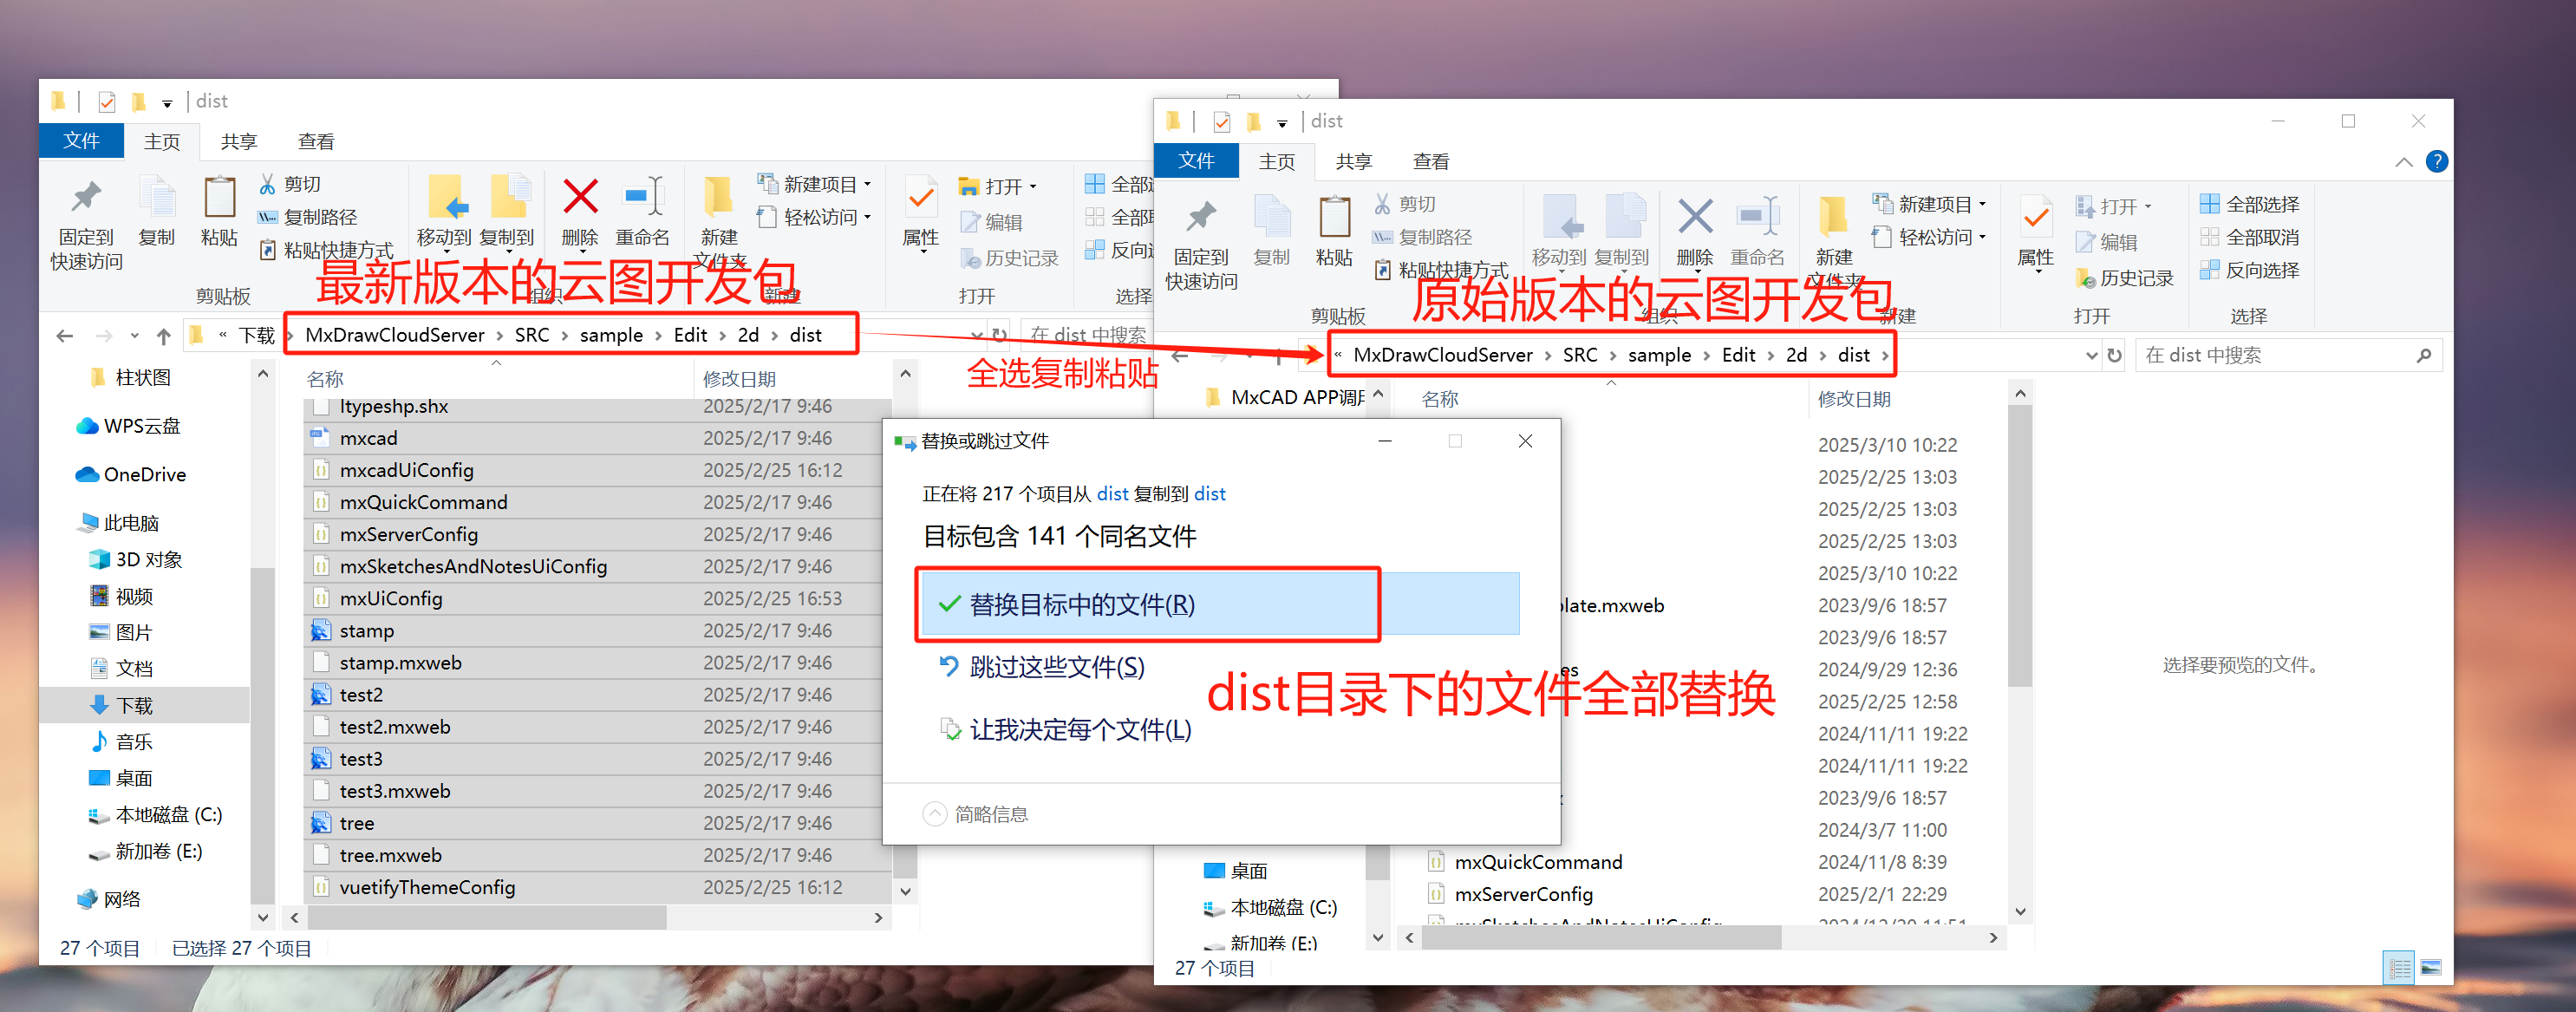 dist
文件 主页 共享 查看
固定到
快速访问
复制
粘贴
剪切
复制路径
粘贴快捷方式
移动到 复制到
删除 重命名
新建
文件夹
新建项目
轻松访问
属性
打开
编辑
历史记录
剪贴板
组织
新建
打开
选择
最新版本的云图开发包
« 下载 › MxDrawCloudServer › SRC › sample › Edit › 2d › dist
在 dist 中搜索
全选复制粘贴
柱状图
WPS云盘
OneDrive
此电脑
3D 对象
视频
图片
文档
下载
音乐
桌面
本地磁盘 (C:)
新加卷 (E:)
网络
名称 修改日期
ltypeshp.shx 2025/2/17 9:46
mxcad 2025/2/17 9:46
mxcadUiConfig 2025/2/25 16:12
mxQuickCommand 2025/2/17 9:46
mxServerConfig 2025/2/17 9:46
mxSketchesAndNotesUiConfig 2025/2/17 9:46
mxUiConfig 2025/2/25 16:53
stamp 2025/2/17 9:46
stamp.mxweb 2025/2/17 9:46
test2 2025/2/17 9:46
test2.mxweb 2025/2/17 9:46
test3 2025/2/17 9:46
test3.mxweb 2025/2/17 9:46
tree 2025/2/17 9:46
tree.mxweb 2025/2/17 9:46
vuetifyThemeConfig 2025/2/25 16:12
27 个项目 已选择 27 个项目
dist
文件 主页 共享 查看
固定到
快速访问
复制
粘贴
剪切
复制路径
粘贴快捷方式
移动到 复制到
删除 重命名
新建
文件夹
新建项目
轻松访问
属性
打开
编辑
历史记录
全部选择
全部取消
反向选择
剪贴板
组织
新建
打开
选择
原始版本的云图开发包
« MxDrawCloudServer › SRC › sample › Edit › 2d › dist ›
在 dist 中搜索
MxCAD APP调用
名称 修改日期
2025/3/10 10:22
2025/2/25 13:03
2025/2/25 13:03
2025/2/25 13:03
2025/3/10 10:22
plate.mxweb 2023/9/6 18:57
2023/9/6 18:57
es 2024/9/29 12:36
2025/2/25 12:58
2024/11/11 19:22
2024/11/11 19:22
2023/9/6 18:57
2024/3/7 11:00
mxQuickCommand 2024/11/8 8:39
mxServerConfig 2025/2/1 22:29
mxSketchesAndNotesUiConfig
选择要预览的文件。
桌面
本地磁盘 (C:)
新加卷 (E:)
27 个项目
替换或跳过文件
正在将 217 个项目从 dist 复制到 dist
目标包含 141 个同名文件
替换目标中的文件(R)
跳过这些文件(S)
让我决定每个文件(L)
dist目录下的文件全部替换
简略信息